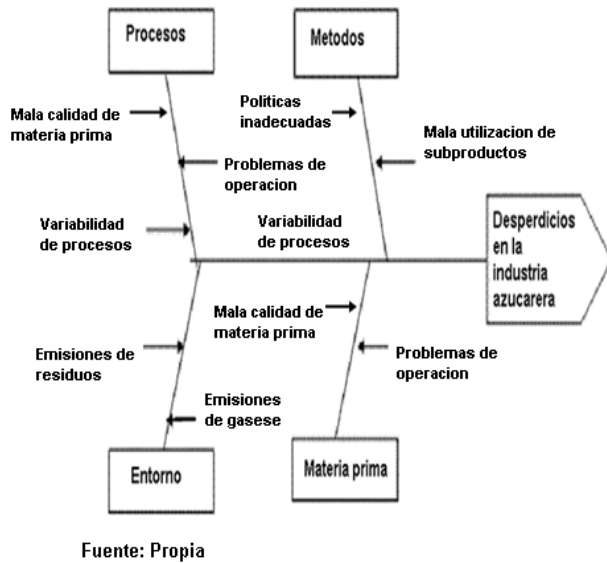 Procesos
Metodos
Mala calidad de
materia prima
Politicas
inadecuadas
Problemas de
operacion
Mala utilizacion de
subproductos
Variabilidad
de procesos
Variabilidad
de procesos
Desperdicios
en la
industria
azucarera
Mala calidad de
materia prima
Emisiones de
residuos
Problemas de
operacion
Emisiones
de gasese
Entorno
Materia prima
Fuente: Propia